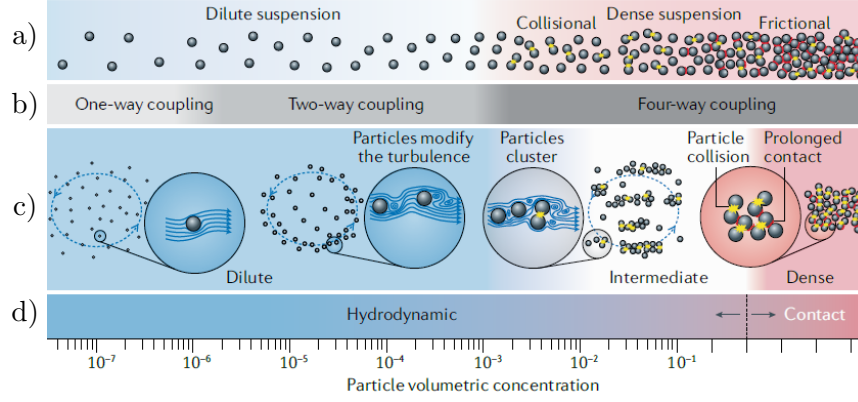 a)
Dilute suspension
Dense suspension
Collisional
Frictional
b)
One-way coupling
Two-way coupling
Four-way coupling
c)
Particles modify
the turbulence
Particles
cluster
Particle
collision
Prolonged
contact
Dilute
Intermediate
Dense
d)
Hydrodynamic
Contact
10⁻⁷
10⁻⁶
10⁻⁵
10⁻⁴
10⁻³
10⁻²
10⁻¹
Particle volumetric concentration